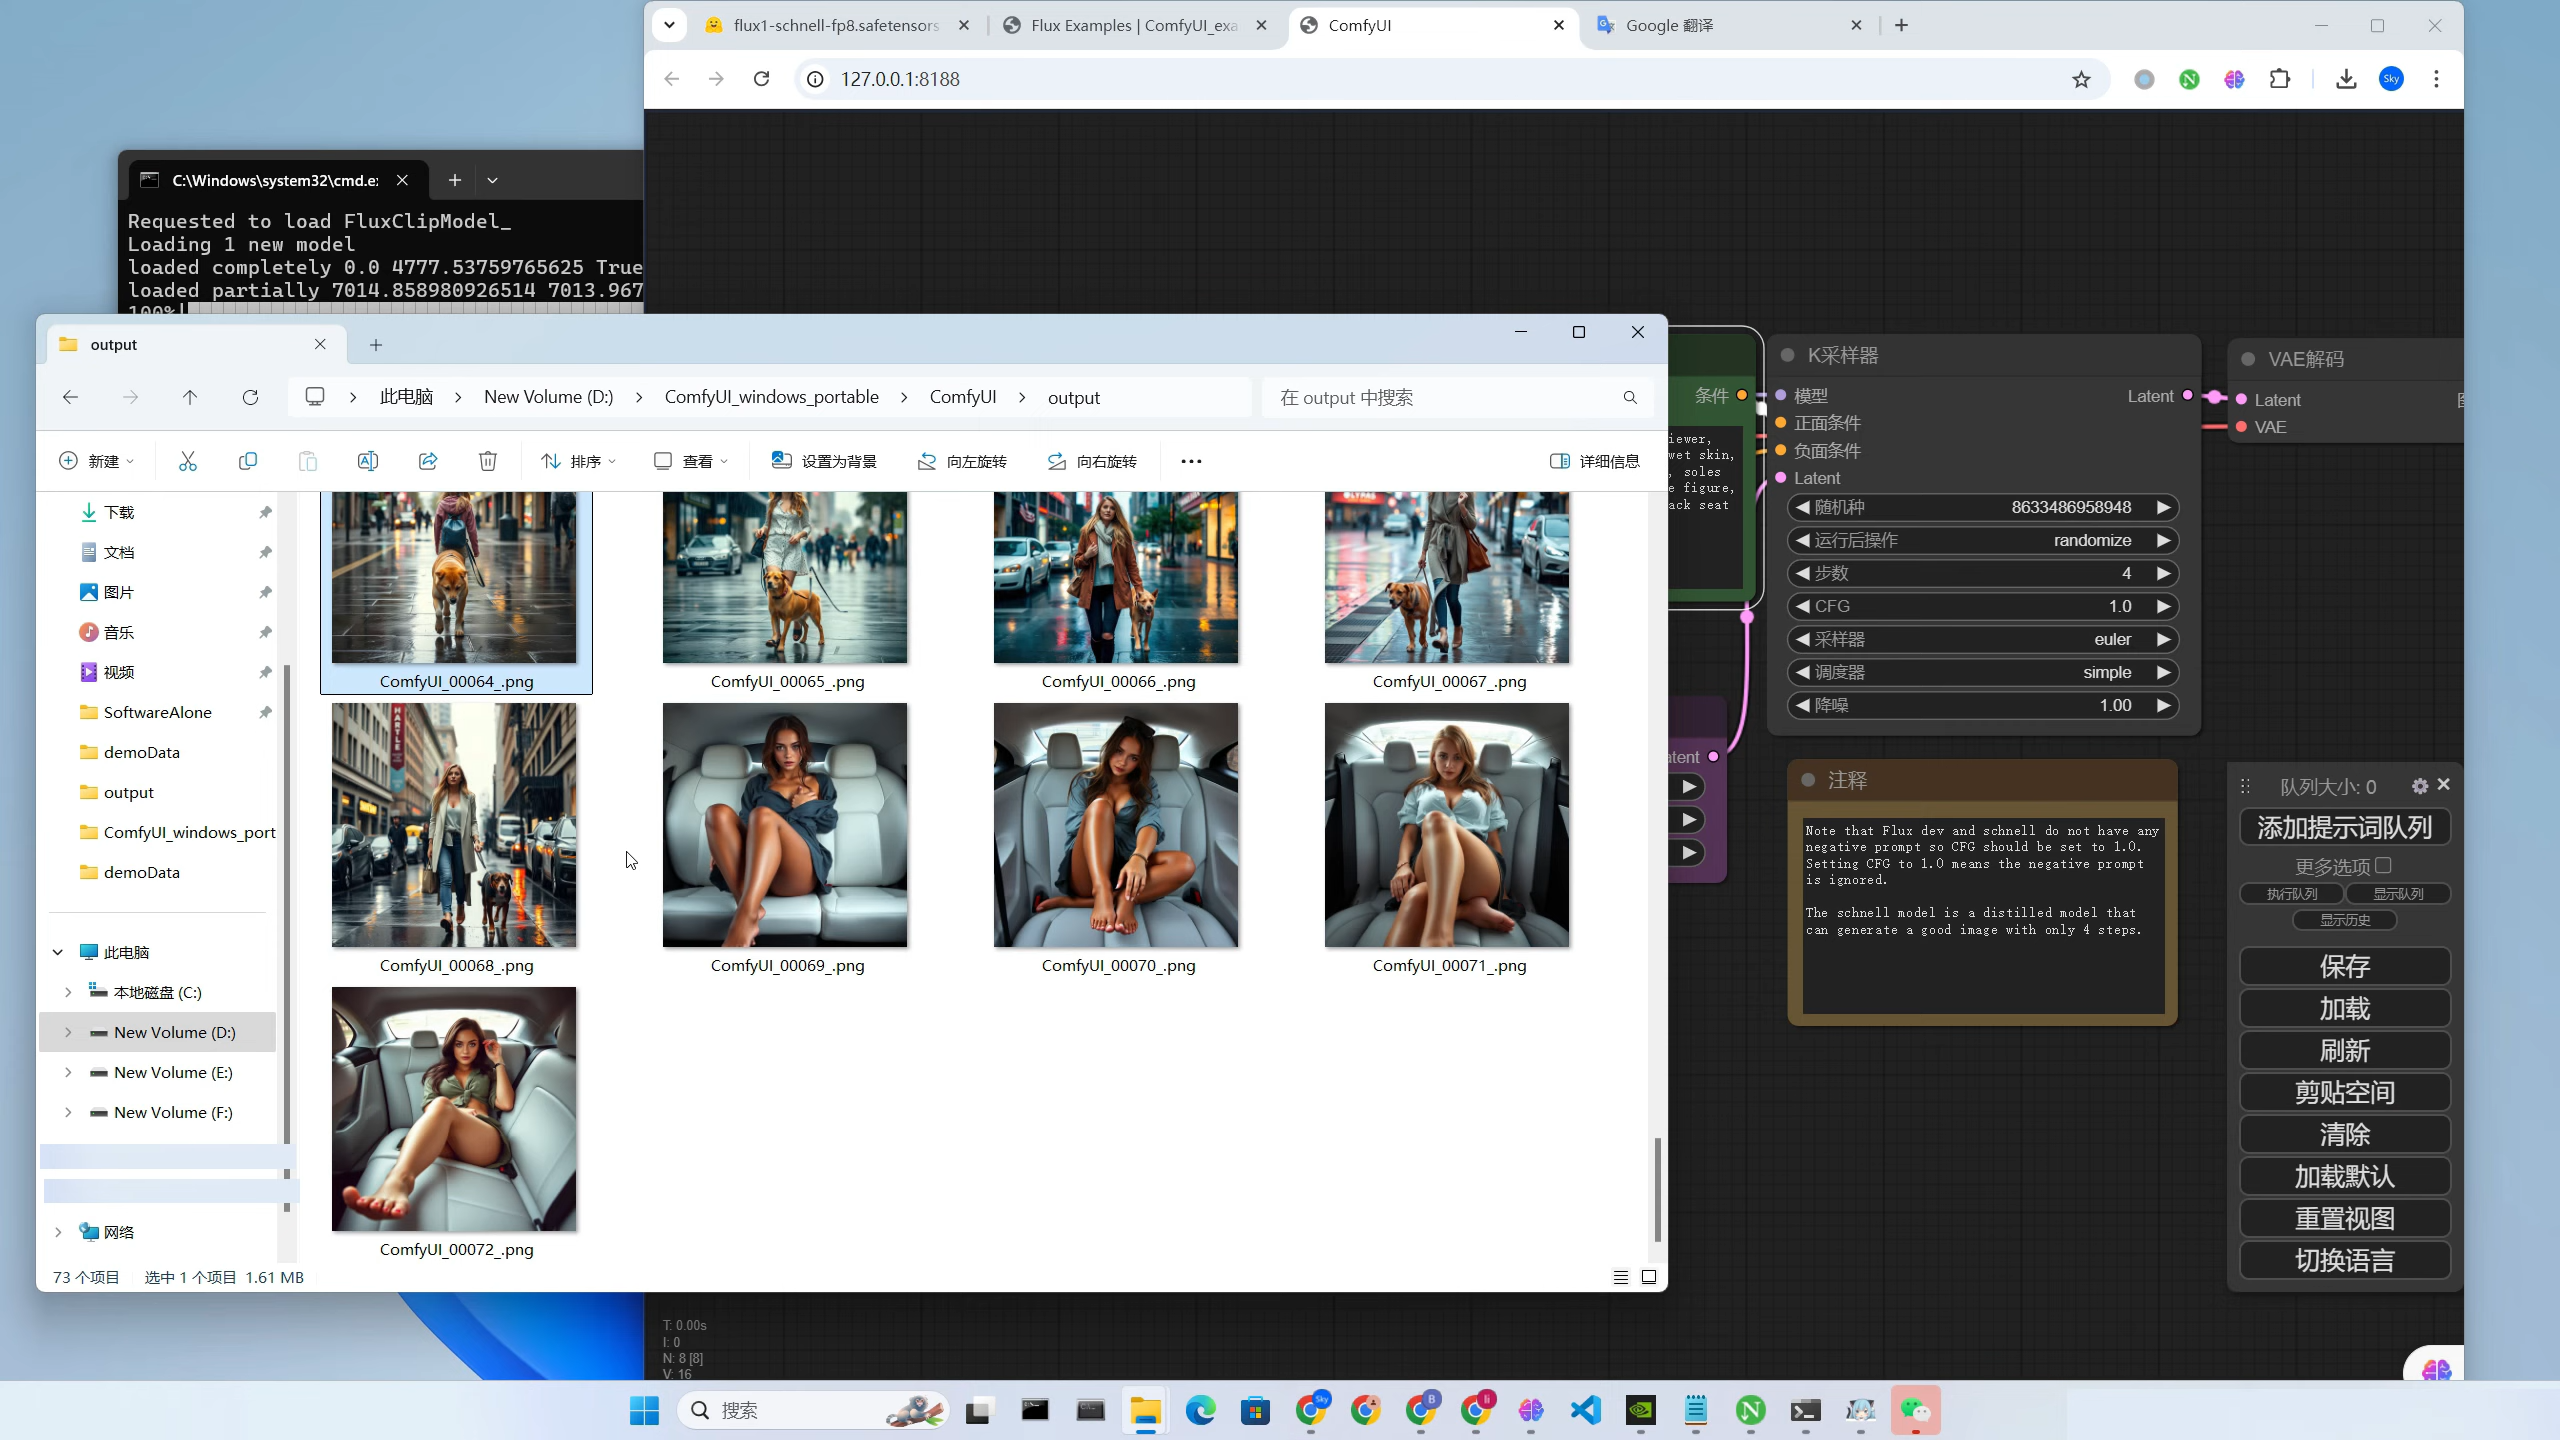 flux1-schnell-fp8.safetensors
Flux Examples | ComfyUI_exa
ComfyUI
Google 翻译
127.0.0.1:8188
Sky
C:\Windows\system32\cmd.e
Requested to load FluxClipModel_
Loading 1 new model
loaded completely 0.0 4777.53759765625 True
loaded partially 7014.858980926514 7013.967
100%|
output
此电脑
New Volume (D:)
ComfyUI_windows_portable
ComfyUI
output
在 output 中搜索
新建
排序
查看
设置为背景
向左旋转
向右旋转
详细信息
下载
文档
图片
音乐
视频
SoftwareAlone
demoData
output
ComfyUI_windows_port
demoData
此电脑
本地磁盘 (C:)
New Volume (D:)
New Volume (E:)
New Volume (F:)
网络
ComfyUI_00064_.png
ComfyUI_00065_.png
ComfyUI_00066_.png
ComfyUI_00067_.png
ComfyUI_00068_.png
ComfyUI_00069_.png
ComfyUI_00070_.png
ComfyUI_00071_.png
ComfyUI_00072_.png
73 个项目
选中 1 个项目 1.61 MB
条件
iewer,
wet skin,
, soles
e figure,
ack seat
atent
K采样器
模型
Latent
正面条件
负面条件
Latent
随机种 8633486958948
运行后操作 randomize
步数 4
CFG 1.0
采样器 euler
调度器 simple
降噪 1.00
VAE解码
Latent
VAE
注释
Note that Flux dev and schnell do not have any
negative prompt so CFG should be set to 1.0.
Setting CFG to 1.0 means the negative prompt
is ignored.
The schnell model is a distilled model that
can generate a good image with only 4 steps.
队列大小: 0
添加提示词队列
更多选项
执行队列
显示队列
显示历史
保存
加载
刷新
剪贴空间
清除
加载默认
重置视图
切换语言
T: 0.00s
I: 0
N: 8 [8]
V: 16
搜索
Sky
B
li